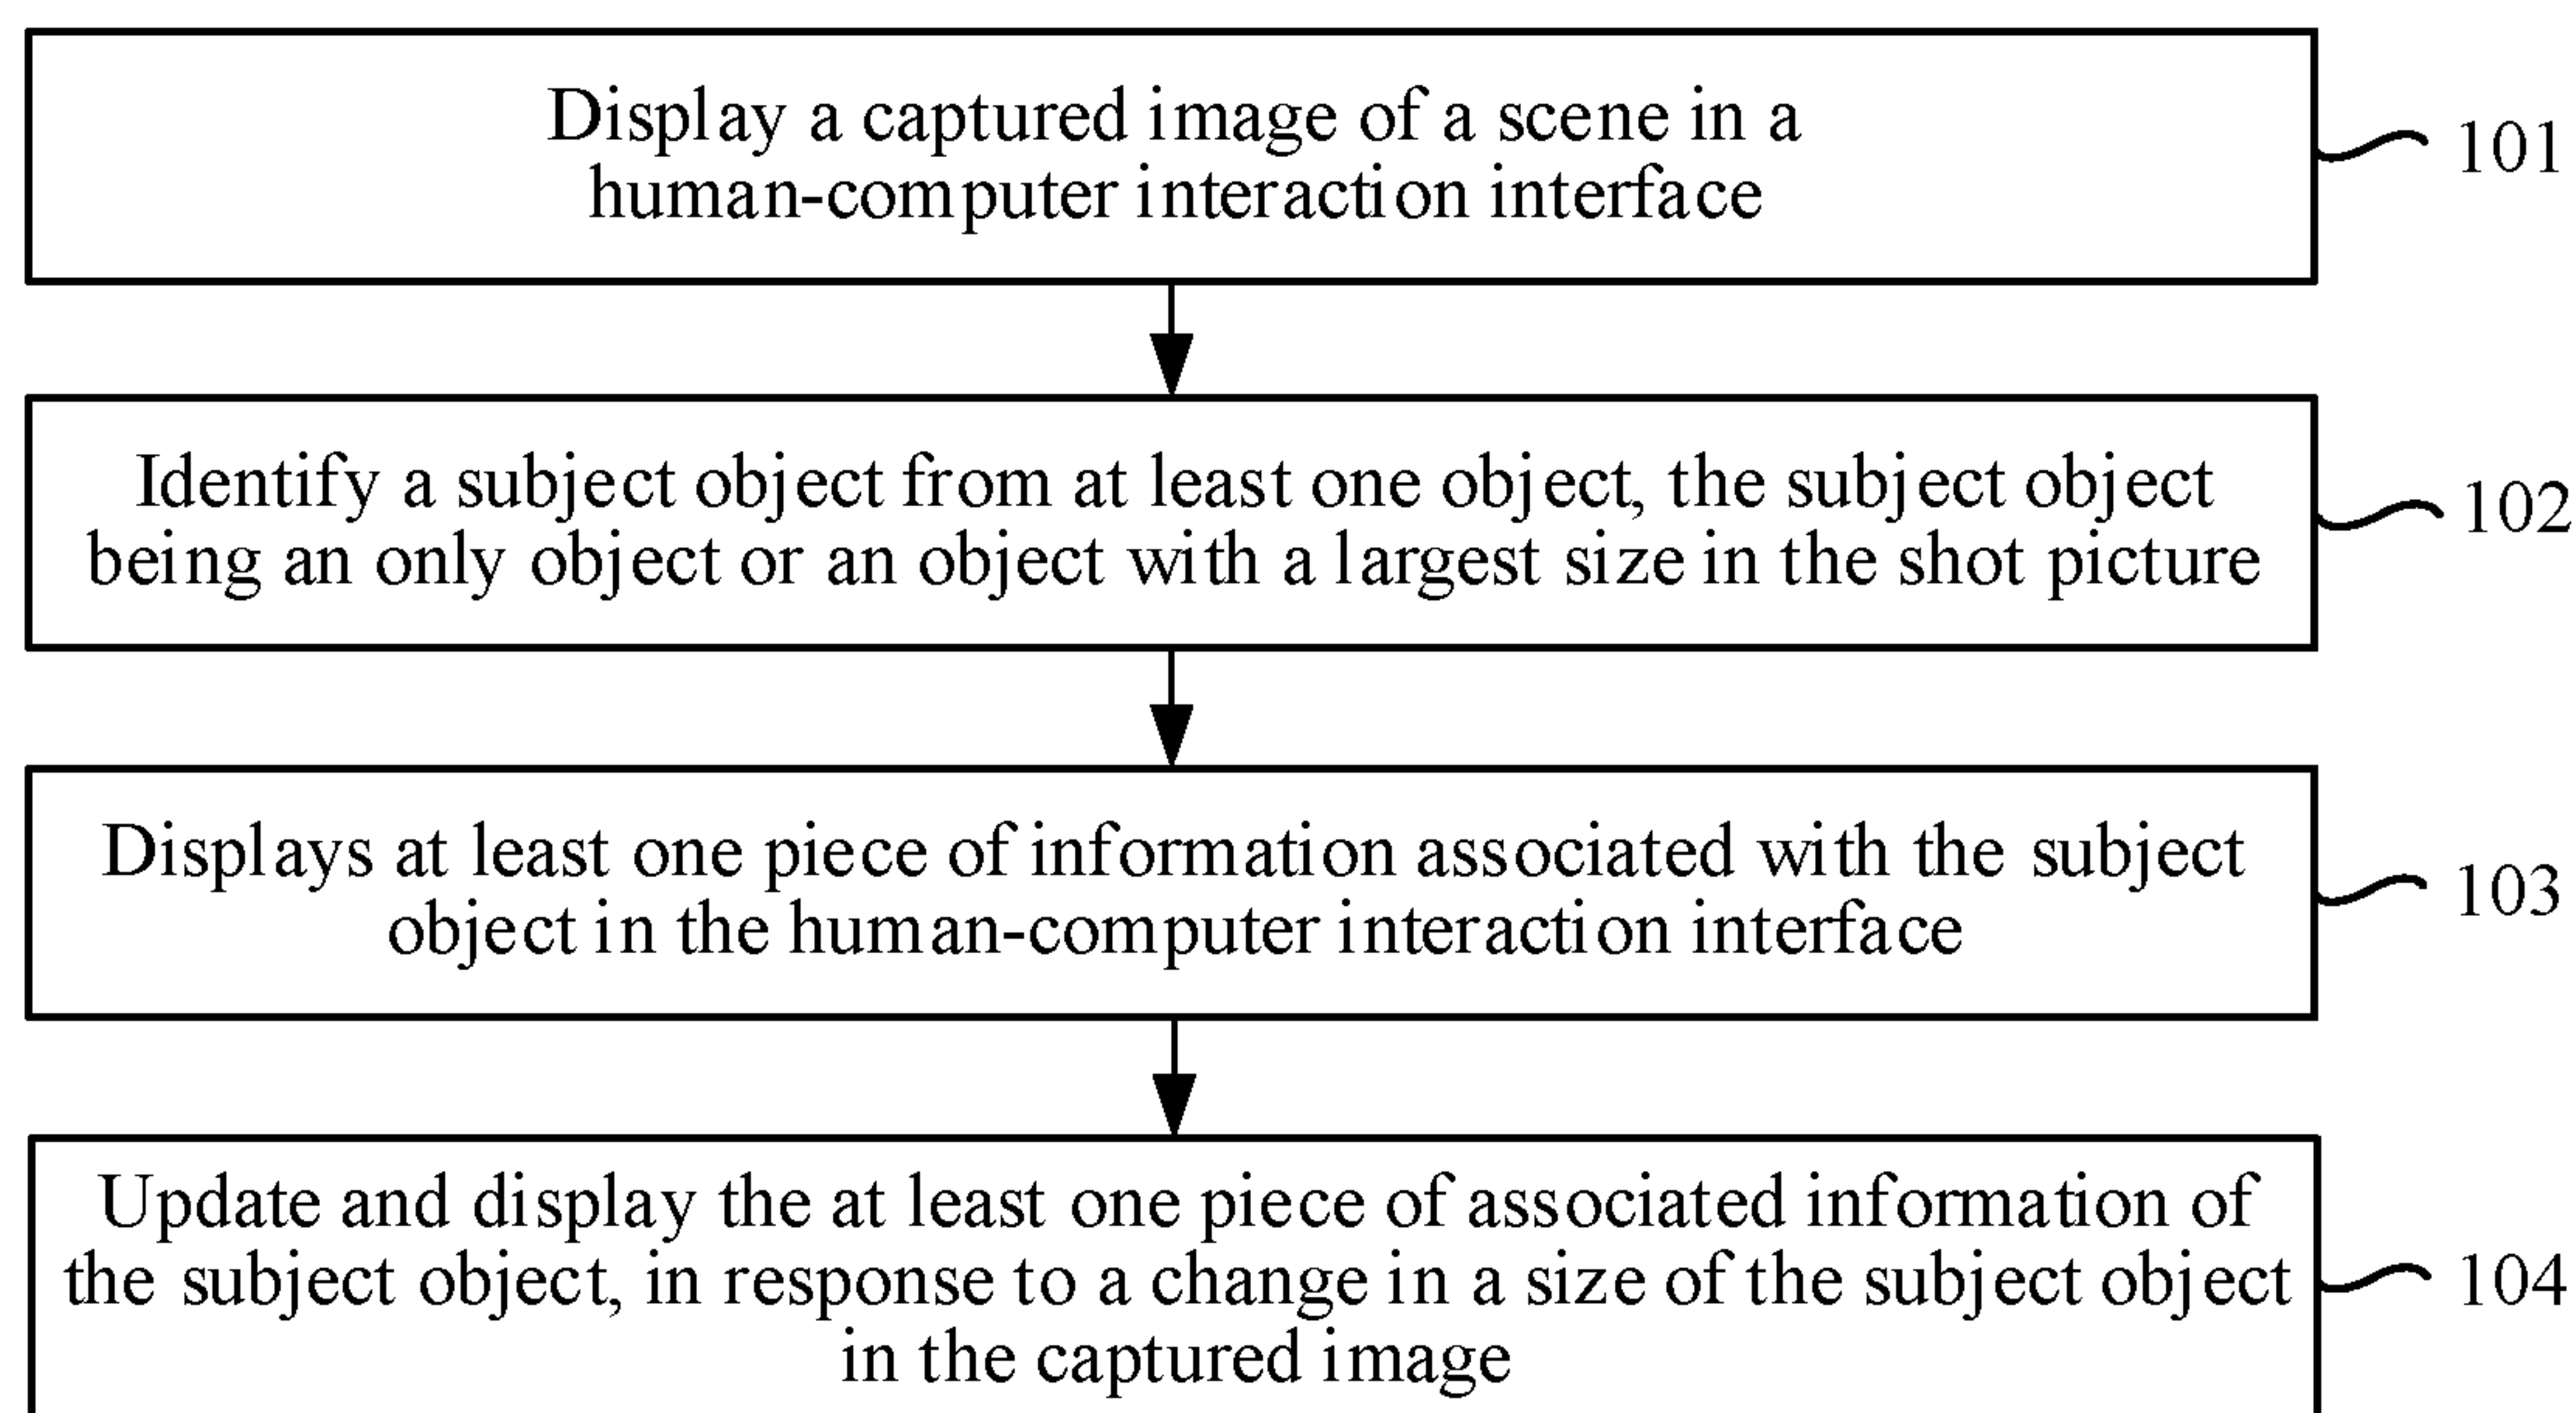 Display a captured image of a scene in a
human-computer interaction interface
101
Identify a subject object from at least one object, the subject object
being an only object or an object with a largest size in the shot picture
102
Displays at least one piece of information associated with the subject
object in the human-computer interaction interface
103
Update and display the at least one piece of associated information of
the subject object, in response to a change in a size of the subject object
in the captured image
104